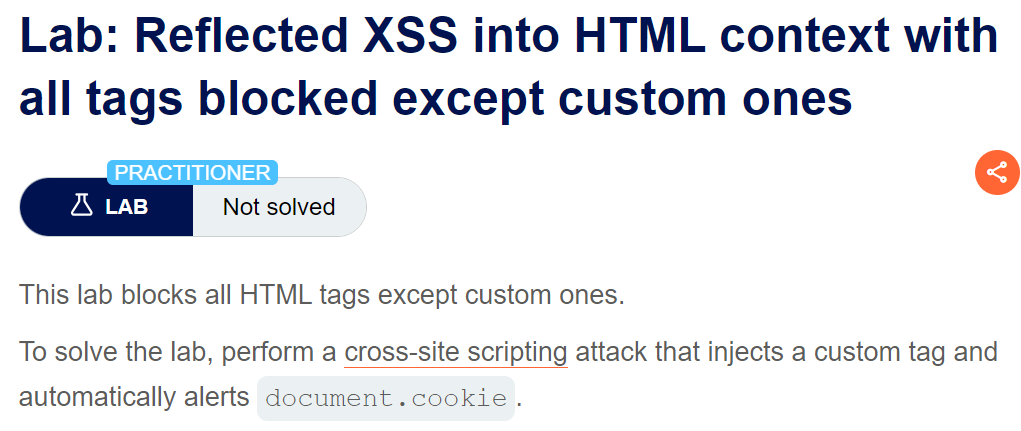 Lab: Reflected XSS into HTML context with
all tags blocked except custom ones
PRACTITIONER
LAB
Not solved
This lab blocks all HTML tags except custom ones.
To solve the lab, perform a cross-site scripting attack that injects a custom tag and
automatically alerts document.cookie.